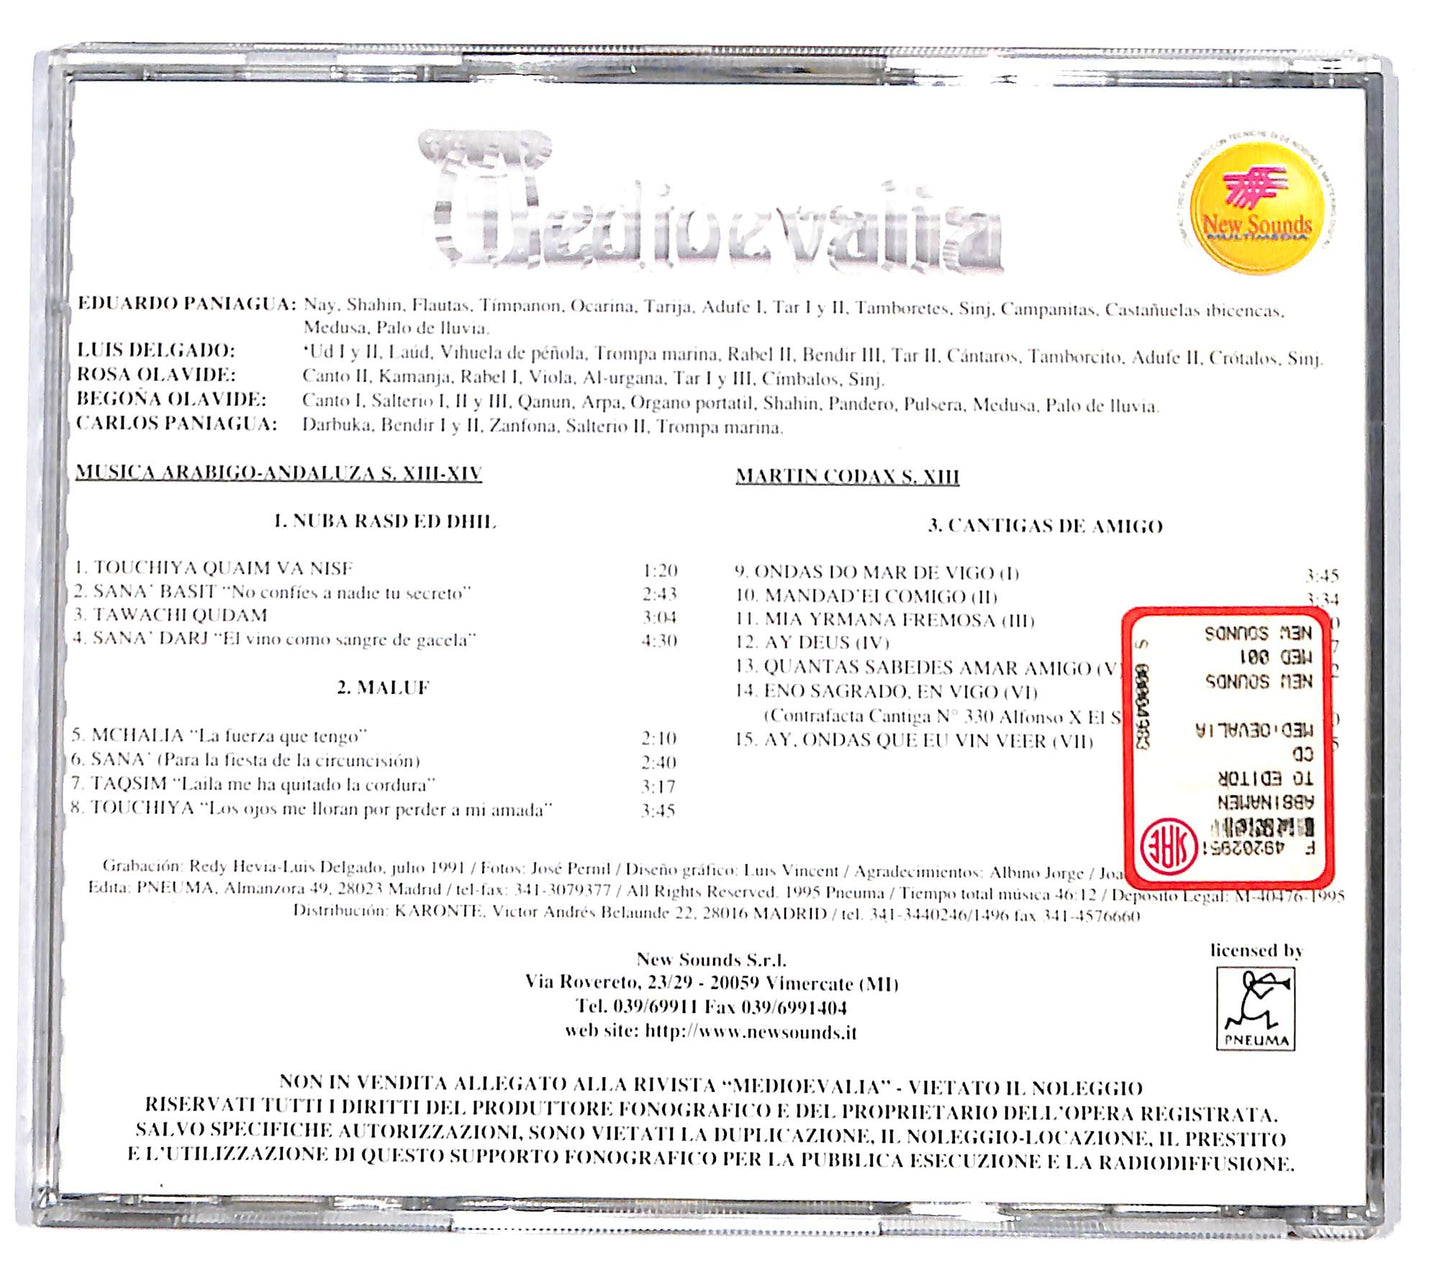 Medioevalia
New Sounds
MULTIMEDIA
EDUARDO PANIAGUA: Nay, Shahin, Flautas, Tímpanon, Ocarina, Tarija, Adufe I, Tar I y II, Tamboretes, Sinj, Campanitas, Castañuelas ibicencas,
Medusa, Palo de lluvia.
LUIS DELGADO: 'Ud I y II, Laúd, Vihuela de péñola, Trompa marina, Rabel II, Bendir III, Tar II, Cántaros, Tamborcito, Adufe II, Crótalos, Sinj.
ROSA OLAVIDE: Canto II, Kamanja, Rabel I, Viola, Al-urgana, Tar I y III, Címbalos, Sinj.
BEGOÑA OLAVIDE: Canto I, Salterio I, II y III, Qanun, Arpa, Organo portatil, Shahin, Pandero, Pulsera, Medusa, Palo de lluvia.
CARLOS PANIAGUA: Darbuka, Bendir I y II, Zanfona, Salterio II, Trompa marina.
MUSICA ARABIGO-ANDALUZA S. XIII-XIV
1. NUBA RASD ED DHIL
1. TOUCHIYA QUAIM VA NISF 1:20
2. SANA' BASIT "No confíes a nadie tu secreto" 2:43
3. TAWACHI QUDAM 3:04
4. SANA' DARJ "El vino como sangre de gacela" 4:30
2. MALUF
5. MCHALIA "La fuerza que tengo" 2:10
6. SANA' (Para la fiesta de la circuncisión) 2:40
7. TAQSIM "Laila me ha quitado la cordura" 3:17
8. TOUCHIYA "Los ojos me lloran por perder a mi amada" 3:45
MARTIN CODAX S. XIII
3. CANTIGAS DE AMIGO
9. ONDAS DO MAR DE VIGO (I) 3:45
10. MANDAD'EI COMIGO (II) 3:34
11. MIA YRMANA FREMOSA (III)
12. AY DEUS (IV)
13. QUANTAS SABEDES AMAR AMIGO (V)
14. ENO SAGRADO, EN VIGO (VI)
(Contrafacta Cantiga N° 330 Alfonso X El S
15. AY, ONDAS QUE EU VIN VEER (VII)
F 49202951
ABBINAMEN
TO EDITOR
CD
MEDIOEVALIA
NEW SOUNDS
MED 001
NEW SOUNDS
S 00004983
SIAE
Grabación: Redy Hevia-Luis Delgado, julio 1991 / Fotos: José Pernil / Diseño gráfico: Luis Vincent / Agradecimientos: Albino Jorge / Joa
Edita: PNEUMA, Almanzora 49, 28023 Madrid / tel-fax: 341-3079377 / All Rights Reserved. 1995 Pneuma / Tiempo total música 46:12 / Deposito Legal: M-40476-1995
Distribución: KARONTE, Victor Andrés Belaunde 22, 28016 MADRID / tel. 341-3440246/1496 fax 341-4576660
New Sounds S.r.l.
Via Rovereto, 23/29 - 20059 Vimercate (MI)
Tel. 039/69911 Fax 039/6991404
web site: http://www.newsounds.it
licensed by
PNEUMA
NON IN VENDITA ALLEGATO ALLA RIVISTA "MEDIOEVALIA" - VIETATO IL NOLEGGIO
RISERVATI TUTTI I DIRITTI DEL PRODUTTORE FONOGRAFICO E DEL PROPRIETARIO DELL'OPERA REGISTRATA.
SALVO SPECIFICHE AUTORIZZAZIONI, SONO VIETATI LA DUPLICAZIONE, IL NOLEGGIO-LOCAZIONE, IL PRESTITO
E L'UTILIZZAZIONE DI QUESTO SUPPORTO FONOGRAFICO PER LA PUBBLICA ESECUZIONE E LA RADIODIFFUSIONE.